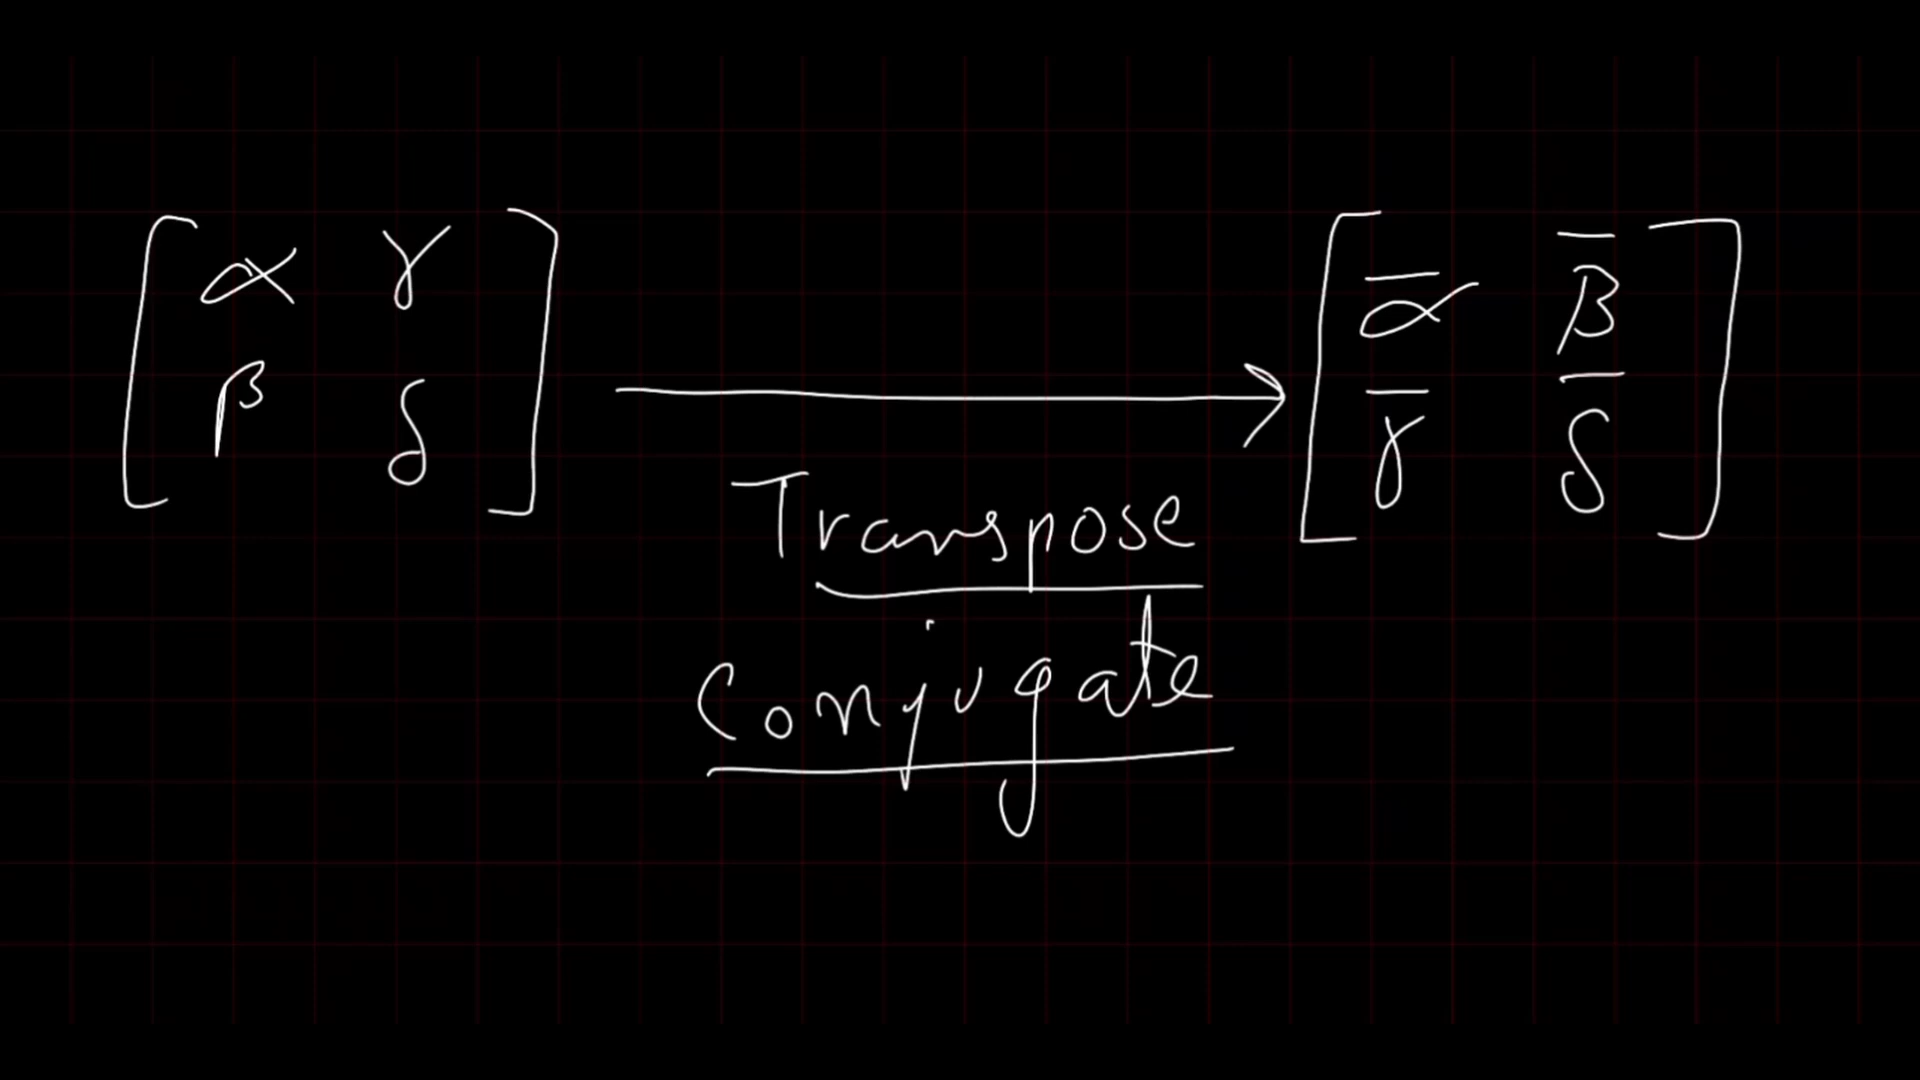 [α γ] [ᾱ β̄]
[β δ] ⟶ [γ̄ δ̄]
Transpose
Conjugate